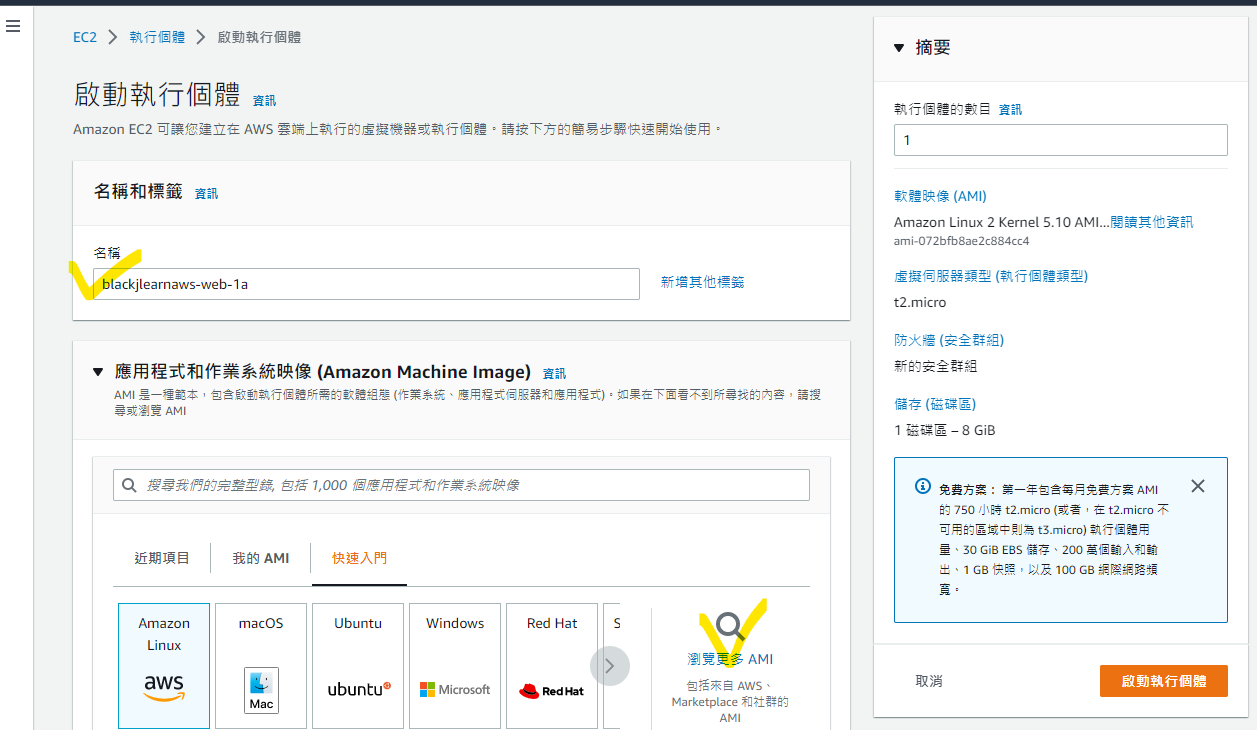 EC2 > 執行個體 > 啟動執行個體
啟動執行個體 資訊
Amazon EC2 可讓您建立在 AWS 雲端上執行的虛擬機器或執行個體。請按下方的簡易步驟快速開始使用。
名稱和標籤 資訊
名稱
blackjlearnaws-web-1a
新增其他標籤
應用程式和作業系統映像 (Amazon Machine Image) 資訊
AMI 是一種範本，包含啟動執行個體所需的軟體組態 (作業系統、應用程式伺服器和應用程式)。如果在下面看不到所尋找的內容，請搜
尋或瀏覽 AMI
搜尋我們的完整型錄, 包括 1,000 個應用程式和作業系統映像
近期項目
我的 AMI
快速入門
Amazon
Linux
aws
macOS
Mac
Ubuntu
ubuntu
Windows
Microsoft
Red Hat
Red Hat
S
瀏覽更多 AMI
包括來自 AWS、
Marketplace 和社群的
AMI
摘要
執行個體的數目 資訊
1
軟體映像 (AMI)
Amazon Linux 2 Kernel 5.10 AMI...閱讀其他資訊
ami-072bfb8ae2c884cc4
虛擬伺服器類型 (執行個體類型)
t2.micro
防火牆 (安全群組)
新的安全群組
儲存 (磁碟區)
1 磁碟區 – 8 GiB
免費方案： 第一年包含每月免費方案 AMI
的 750 小時 t2.micro (或者，在 t2.micro 不
可用的區域中則為 t3.micro) 執行個體用
量、30 GiB EBS 儲存、200 萬個輸入和輸
出、1 GB 快照，以及 100 GB 網際網路頻
寬。
取消
啟動執行個體